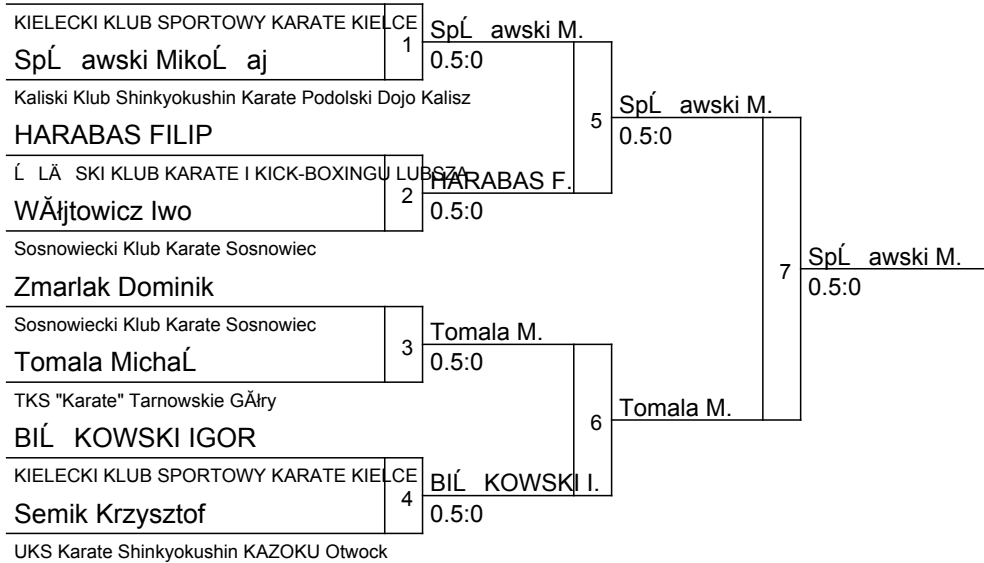 KIELECKI KLUB SPORTOWY KARATE KIELCE
SpĹ awski MikoĹ aj
1
SpĹ awski M.
0.5:0
Kaliski Klub Shinkyokushin Karate Podolski Dojo Kalisz
HARABAS FILIP
5
SpĹ awski M.
0.5:0
Ĺ LÄ SKI KLUB KARATE I KICK-BOXINGU LUBSZA
WĂłjtowicz Iwo
2
HARABAS F.
0.5:0
Sosnowiecki Klub Karate Sosnowiec
Zmarlak Dominik
7
SpĹ awski M.
0.5:0
Sosnowiecki Klub Karate Sosnowiec
Tomala MichaĹ
3
Tomala M.
0.5:0
TKS "Karate" Tarnowskie GĂłry
BIĹ KOWSKI IGOR
6
Tomala M.
KIELECKI KLUB SPORTOWY KARATE KIELCE
Semik Krzysztof
4
BIĹ KOWSKI I.
0.5:0
UKS Karate Shinkyokushin KAZOKU Otwock